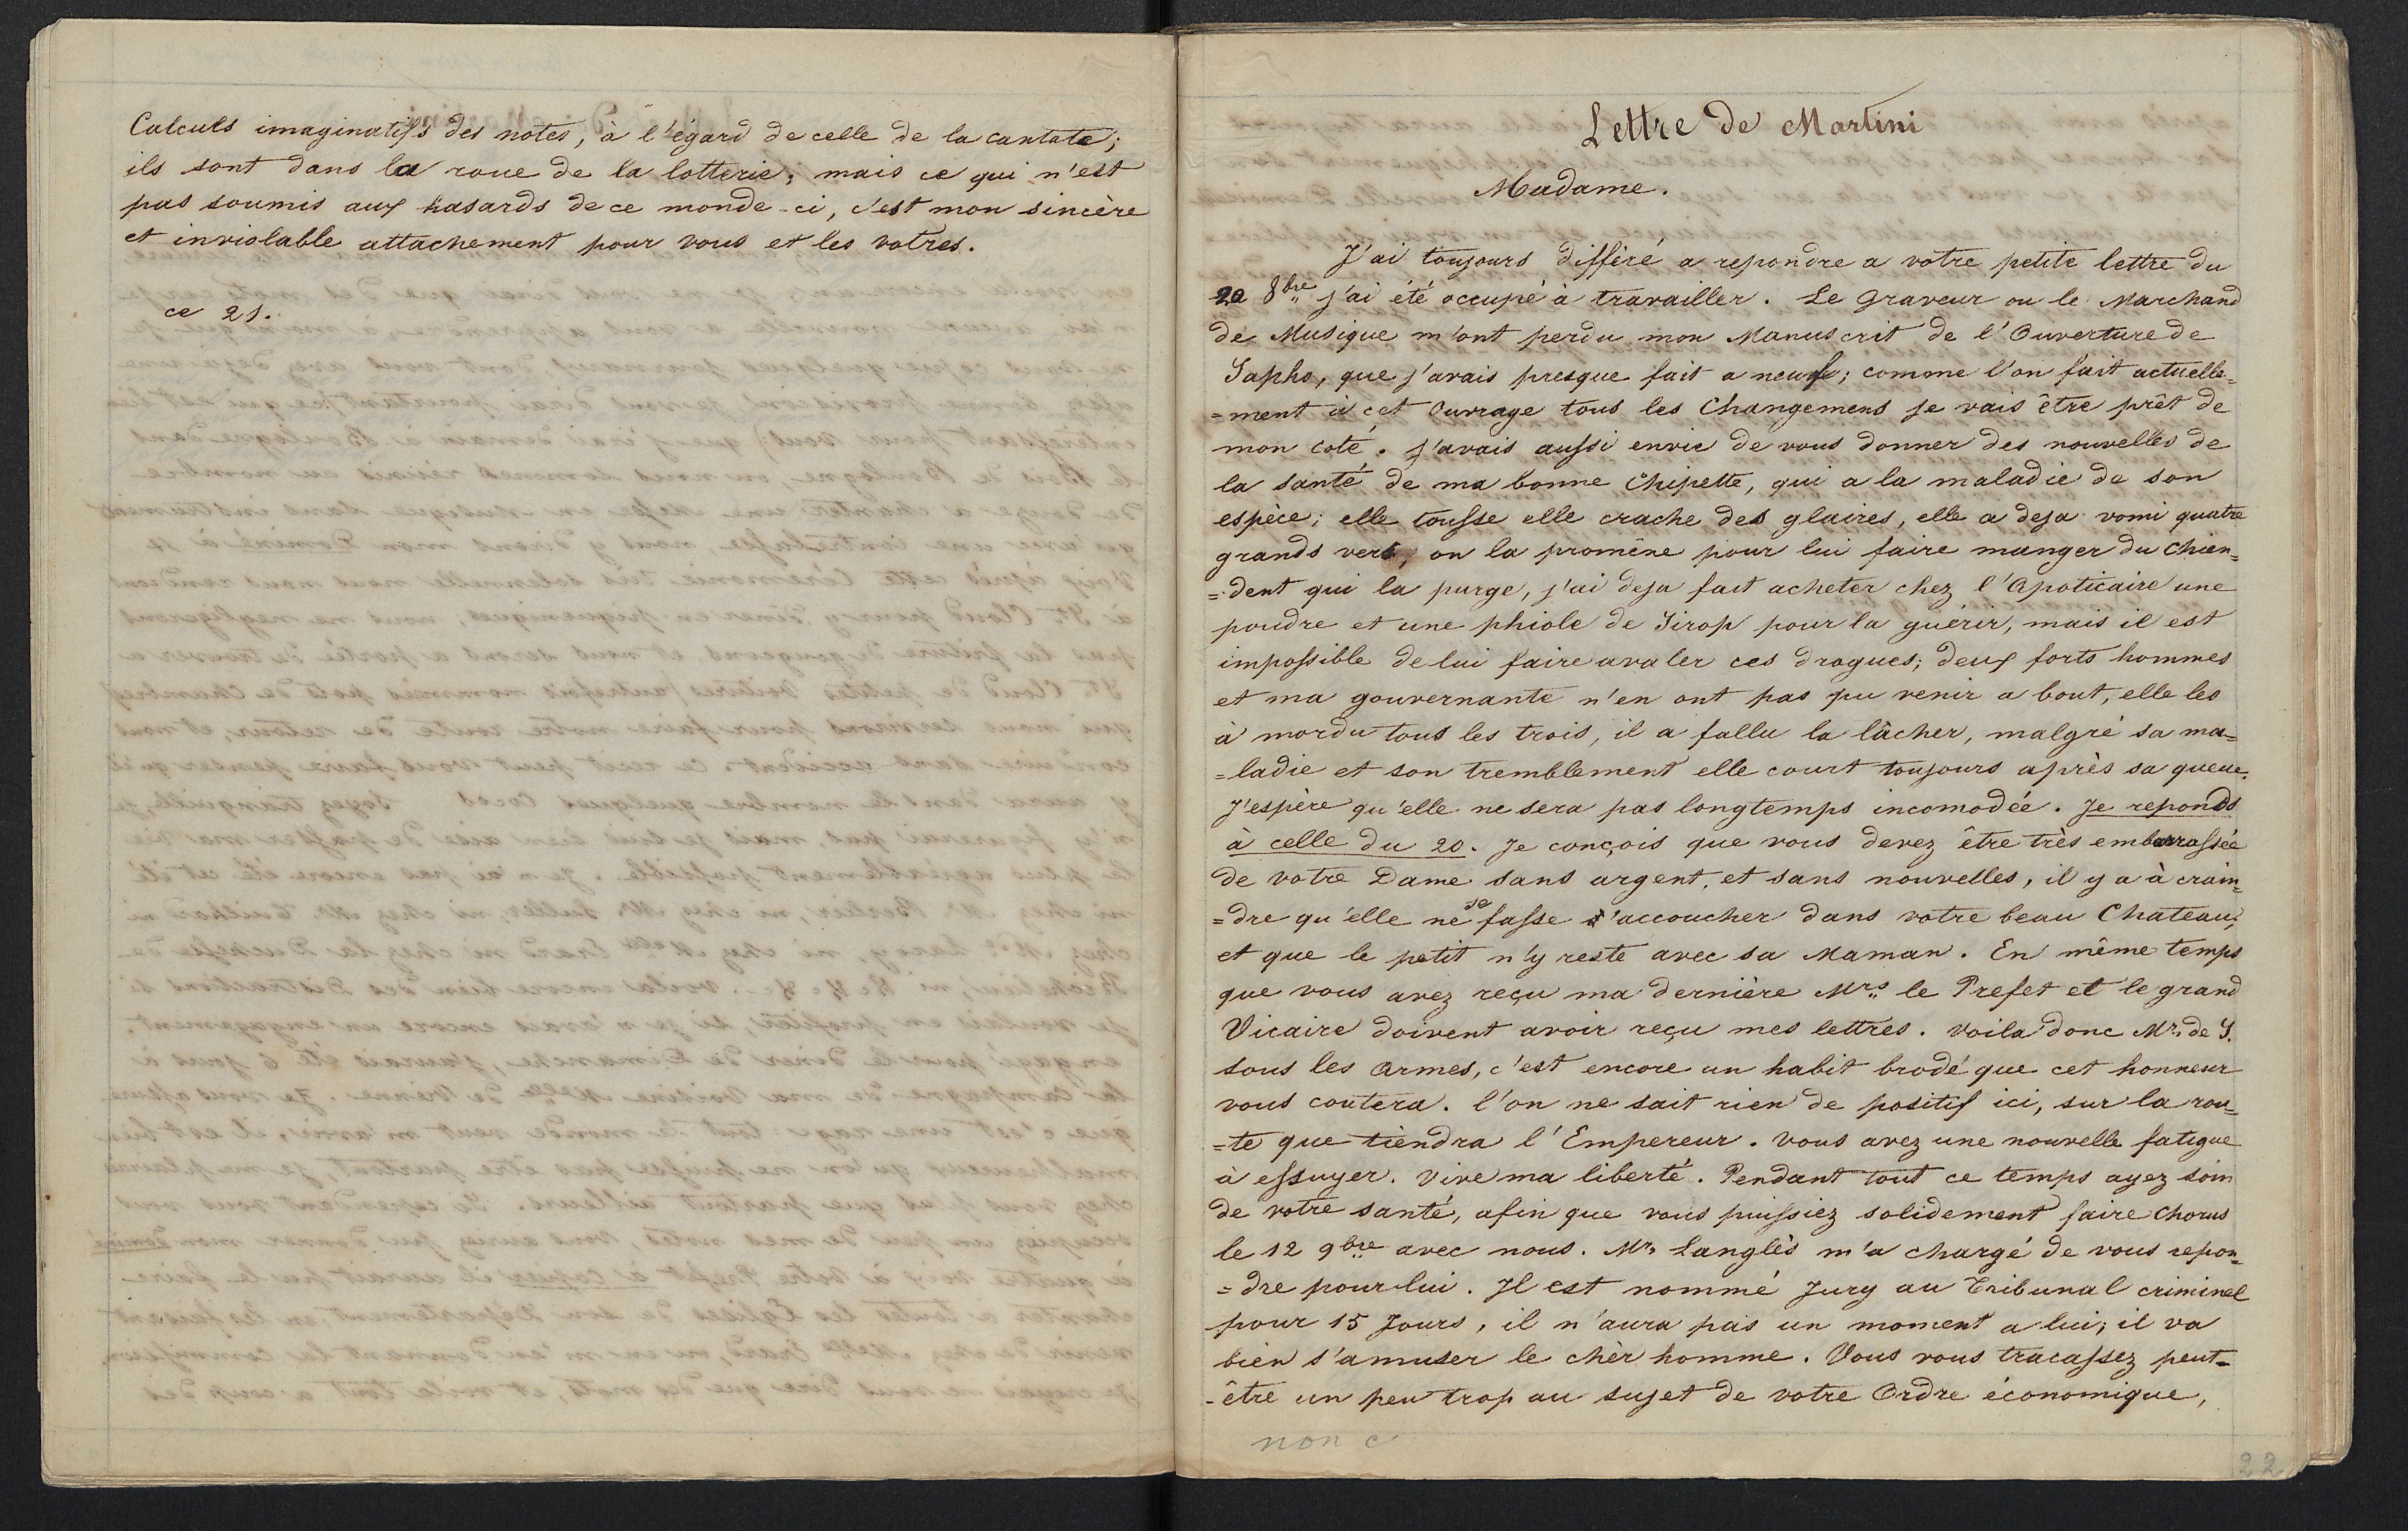 Calculs imaginatifs des notes, à l'égard de celle de la cantate;
ils sont dans la roue de la lotterie; mais ce qui n'est
pas soumis aux hasards de ce monde-ci, c'est mon sincère
et inviolable attachement pour vous et les votres.
ce 21.
Lettre de Martini
Madame.
J'ai toujours differé a repondre a votre petite lettre du
20 8bre j'ai été occupé à travailler. Le Graveur ou le Marchand
de Musique m'ont perdu mon Manuscrit de l'Ouverture de
Sapho, que j'avais presque fait a neuf; comme l'on fait actuelle=
=ment à cet Ouvrage tous les Changemens je vais être prêt de
mon coté. j'avais aussi envie de vous donner des nouvelles de
la santé de ma bonne Chipette, qui a la maladie de son
espèce; elle tousse elle crache des glaires, elle a deja vomi quatre
grands vers, on la promène pour lui faire manger du Chien=
=dent qui la purge, j'ai deja fait acheter chez l'Apoticaire une
poudre et une phiole de Sirop pour la guérir, mais il est
impossible de lui faire avaler ces drogues; deux forts hommes
et ma gouvernante n'en ont pas pu venir a bout, elle les
à mordu tous les trois, il a fallu la lâcher, malgré sa ma=
=ladie et son tremblement elle court toujours après sa queue.
J'espère qu'elle ne sera pas longtemps incomodée. Je reponds
à celle du 20. Je conçois que vous devez être très embarrassée
de votre Dame sans argent, et sans nouvelles, il y a à crain=
=dre qu'elle ne se fasse accoucher dans votre beau Chateau,
et que le petit n'y reste avec sa Maman. En même temps
que vous avez reçu ma dernière Mrs le Prefet et le grand
Vicaire doivent avoir reçu mes lettres. Voila donc Mr. de S.
sous les armes, c'est encore un habit brodé que cet honneur
vous coutera. l'on ne sait rien de positif ici, sur la rou=
=te que tiendra l'Empereur. vous avez une nouvelle fatigue
à essuyer. Vive ma liberté. Pendant tout ce temps ayez soin
de votre santé, afin que vous puissiez solidement faire Chorus
le 12 9bre avec nous. Mr. Langlès m'a chargé de vous repon=
=dre pour lui. Il est nommé Jury au Tribunal criminel
pour 15 Jours, il n'aura pas un moment a lui; il va
bien s'amuser le chèr homme. Vous vous tracassez peut-
-être un peu trop au sujet de votre Ordre économique,
non c
22